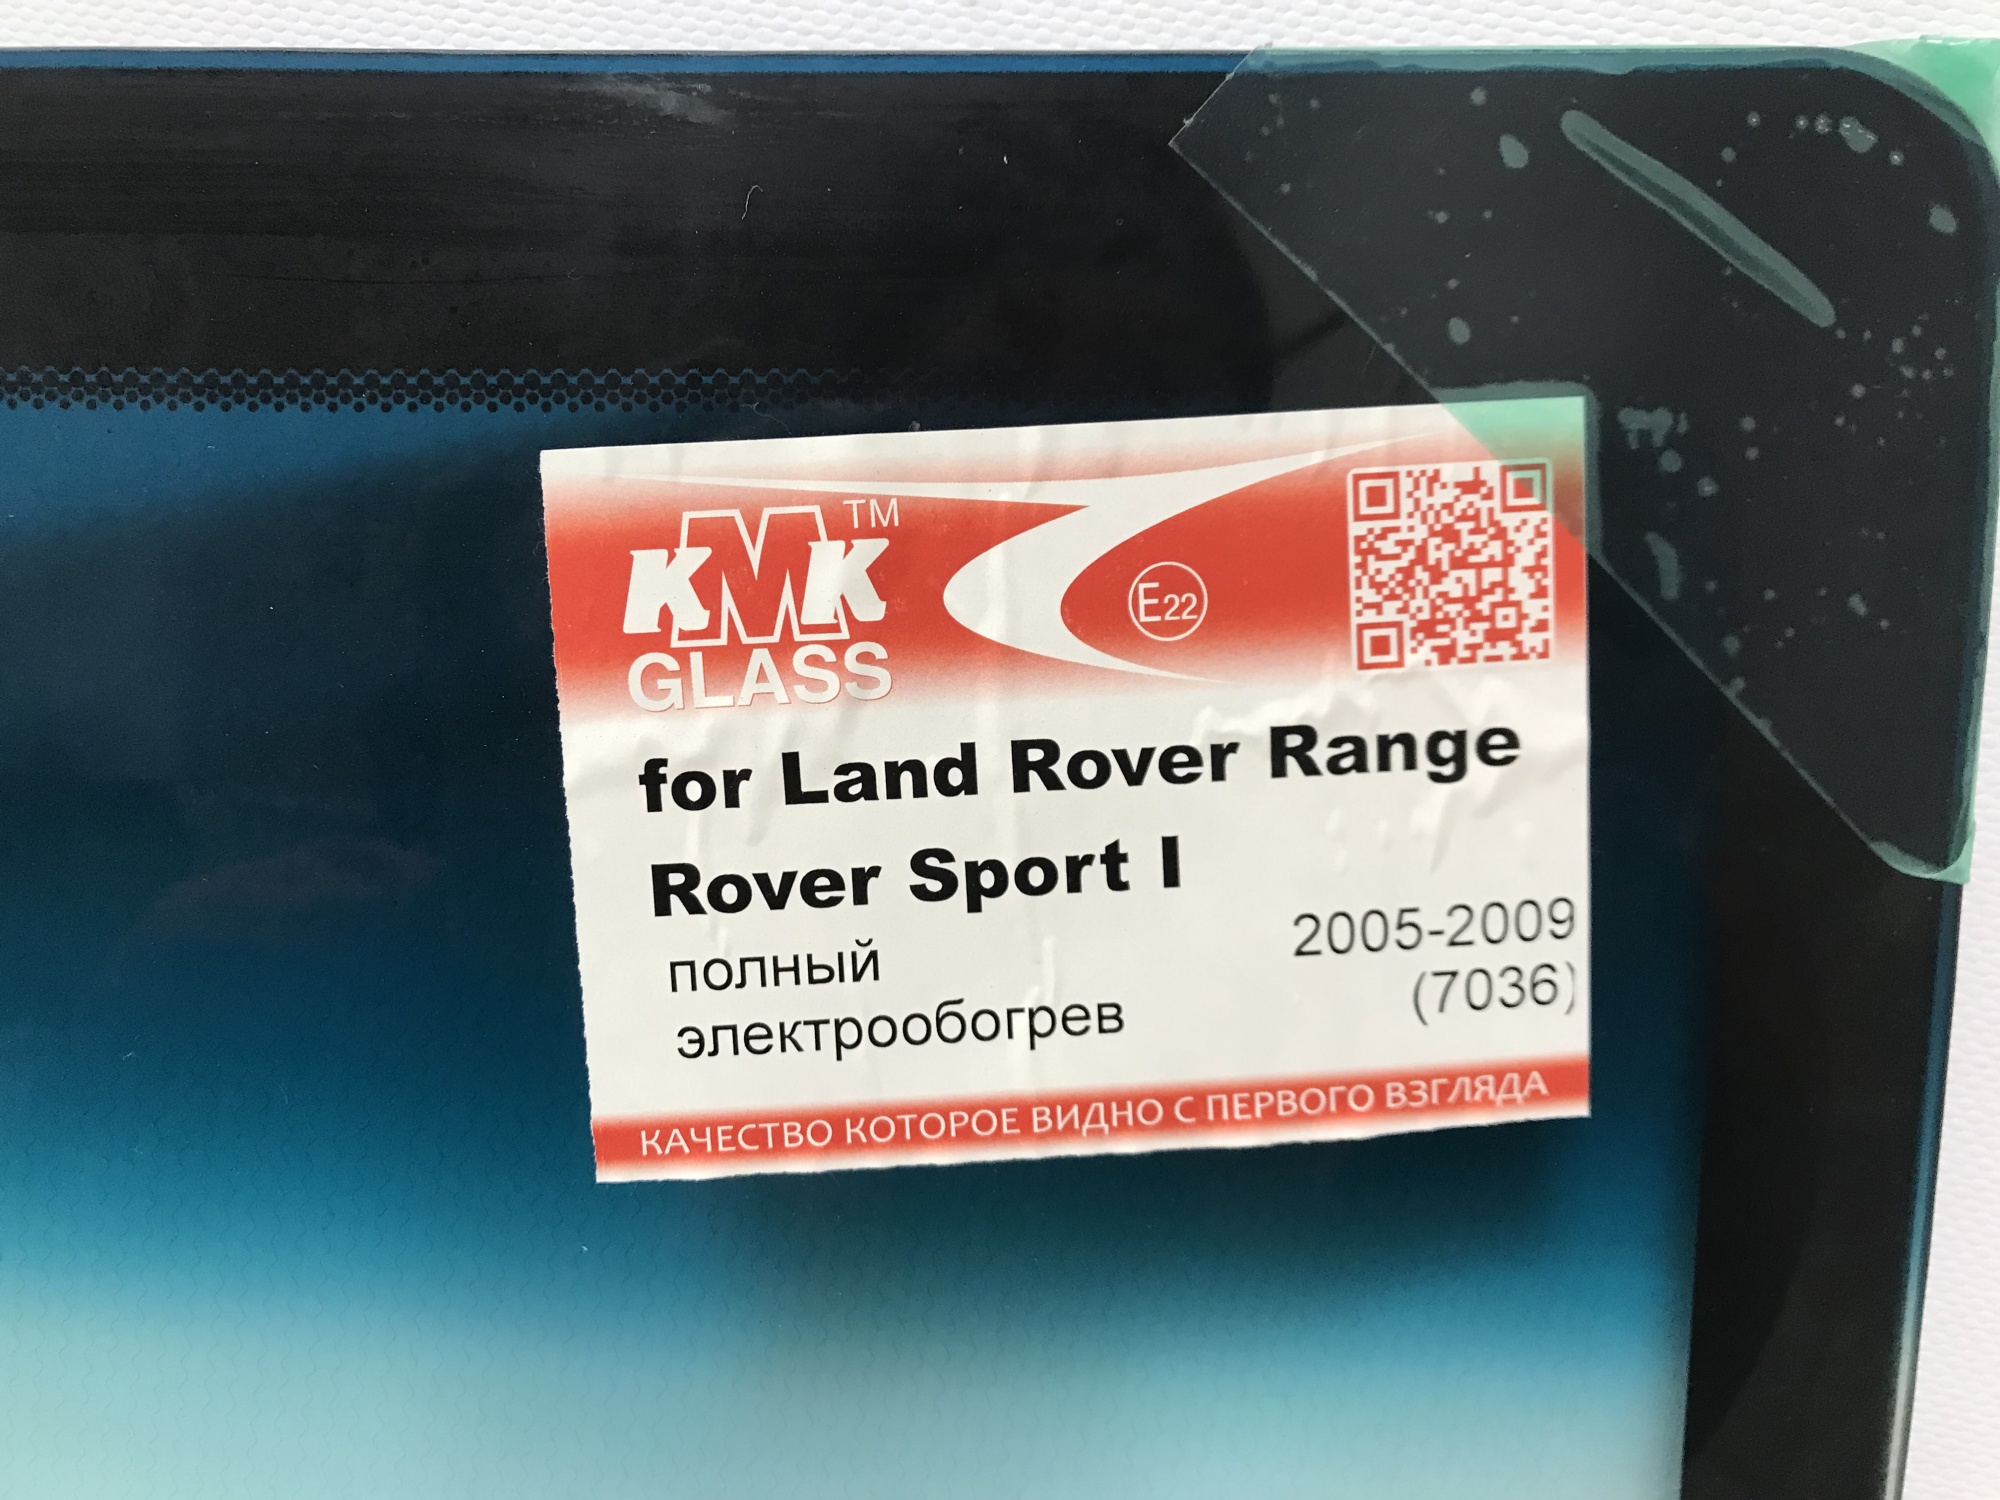 KMK™
GLASS
E22
for Land Rover Range
Rover Sport I
полный
электрообогрев
2005-2009
(7036)
КАЧЕСТВО КОТОРОЕ ВИДНО С ПЕРВОГО ВЗГЛЯДА